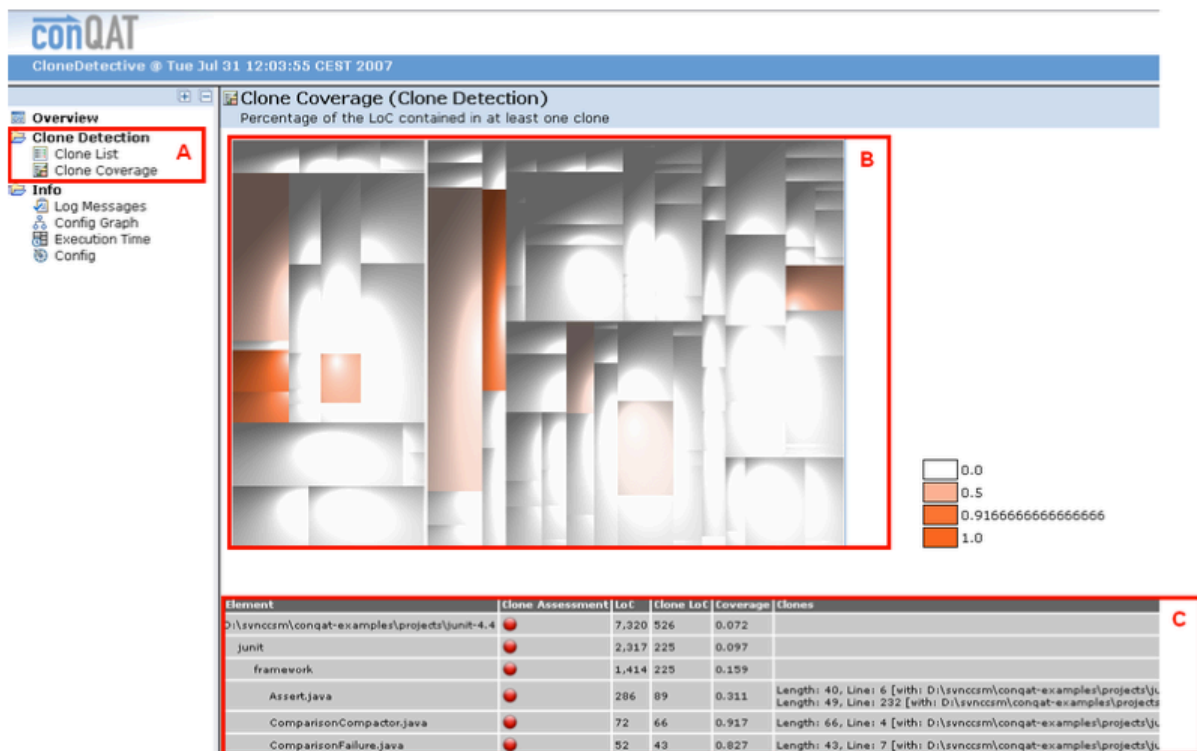 conQAT
CloneDetective @ Tue Jul 31 12:03:55 CEST 2007
Overview
Clone Detection
Clone List
Clone Coverage
A
Info
Log Messages
Config Graph
Execution Time
Config
Clone Coverage (Clone Detection)
Percentage of the LoC contained in at least one clone
B
0.0
0.5
0.9166666666666666
1.0
C
Element Clone Assessment LoC Clone LoC Coverage Clones
D:\svnccsm\conqat-examples\projects\junit-4.4 7,320 526 0.072
junit 2,317 225 0.097
framework 1,414 225 0.159
Assert.java 286 89 0.311 Length: 40, Line: 6 [with: D:\svnccsm\conqat-examples\projects\ju
Length: 49, Line: 232 [with: D:\svnccsm\conqat-examples\projects
ComparisonCompactor.java 72 66 0.917 Length: 66, Line: 4 [with: D:\svnccsm\conqat-examples\projects\ju
ComparisonFailure.java 52 43 0.827 Length: 43, Line: 7 [with: D:\svnccsm\conqat-examples\projects\ju